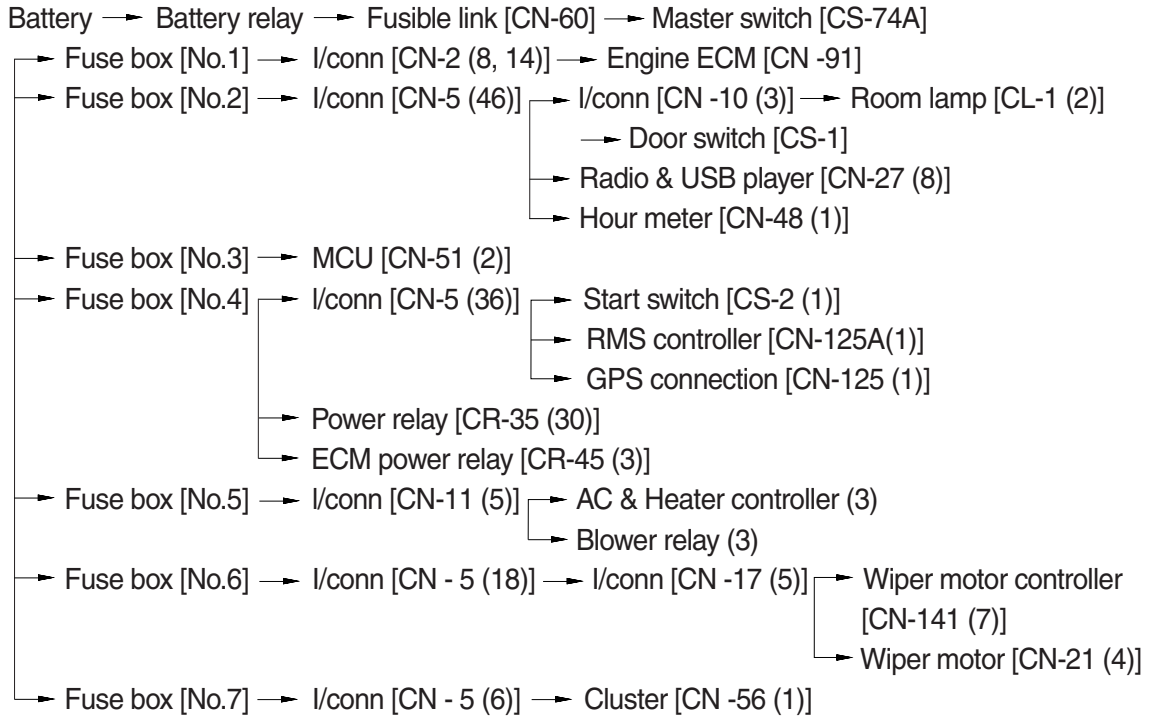 Battery → Battery relay → Fusible link [CN-60] → Master switch [CS-74A]
→ Fuse box [No.1] → I/conn [CN-2 (8, 14)] → Engine ECM [CN -91]
→ Fuse box [No.2] → I/conn [CN-5 (46)] → I/conn [CN -10 (3)] → Room lamp [CL-1 (2)]
→ Door switch [CS-1]
→ Radio & USB player [CN-27 (8)]
→ Hour meter [CN-48 (1)]
→ Fuse box [No.3] → MCU [CN-51 (2)]
→ Fuse box [No.4] → I/conn [CN-5 (36)] → Start switch [CS-2 (1)]
→ RMS controller [CN-125A(1)]
→ GPS connection [CN-125 (1)]
→ Power relay [CR-35 (30)]
→ ECM power relay [CR-45 (3)]
→ Fuse box [No.5] → I/conn [CN-11 (5)] → AC & Heater controller (3)
→ Blower relay (3)
→ Fuse box [No.6] → I/conn [CN - 5 (18)] → I/conn [CN -17 (5)] → Wiper motor controller
[CN-141 (7)]
→ Wiper motor [CN-21 (4)]
→ Fuse box [No.7] → I/conn [CN - 5 (6)] → Cluster [CN -56 (1)]